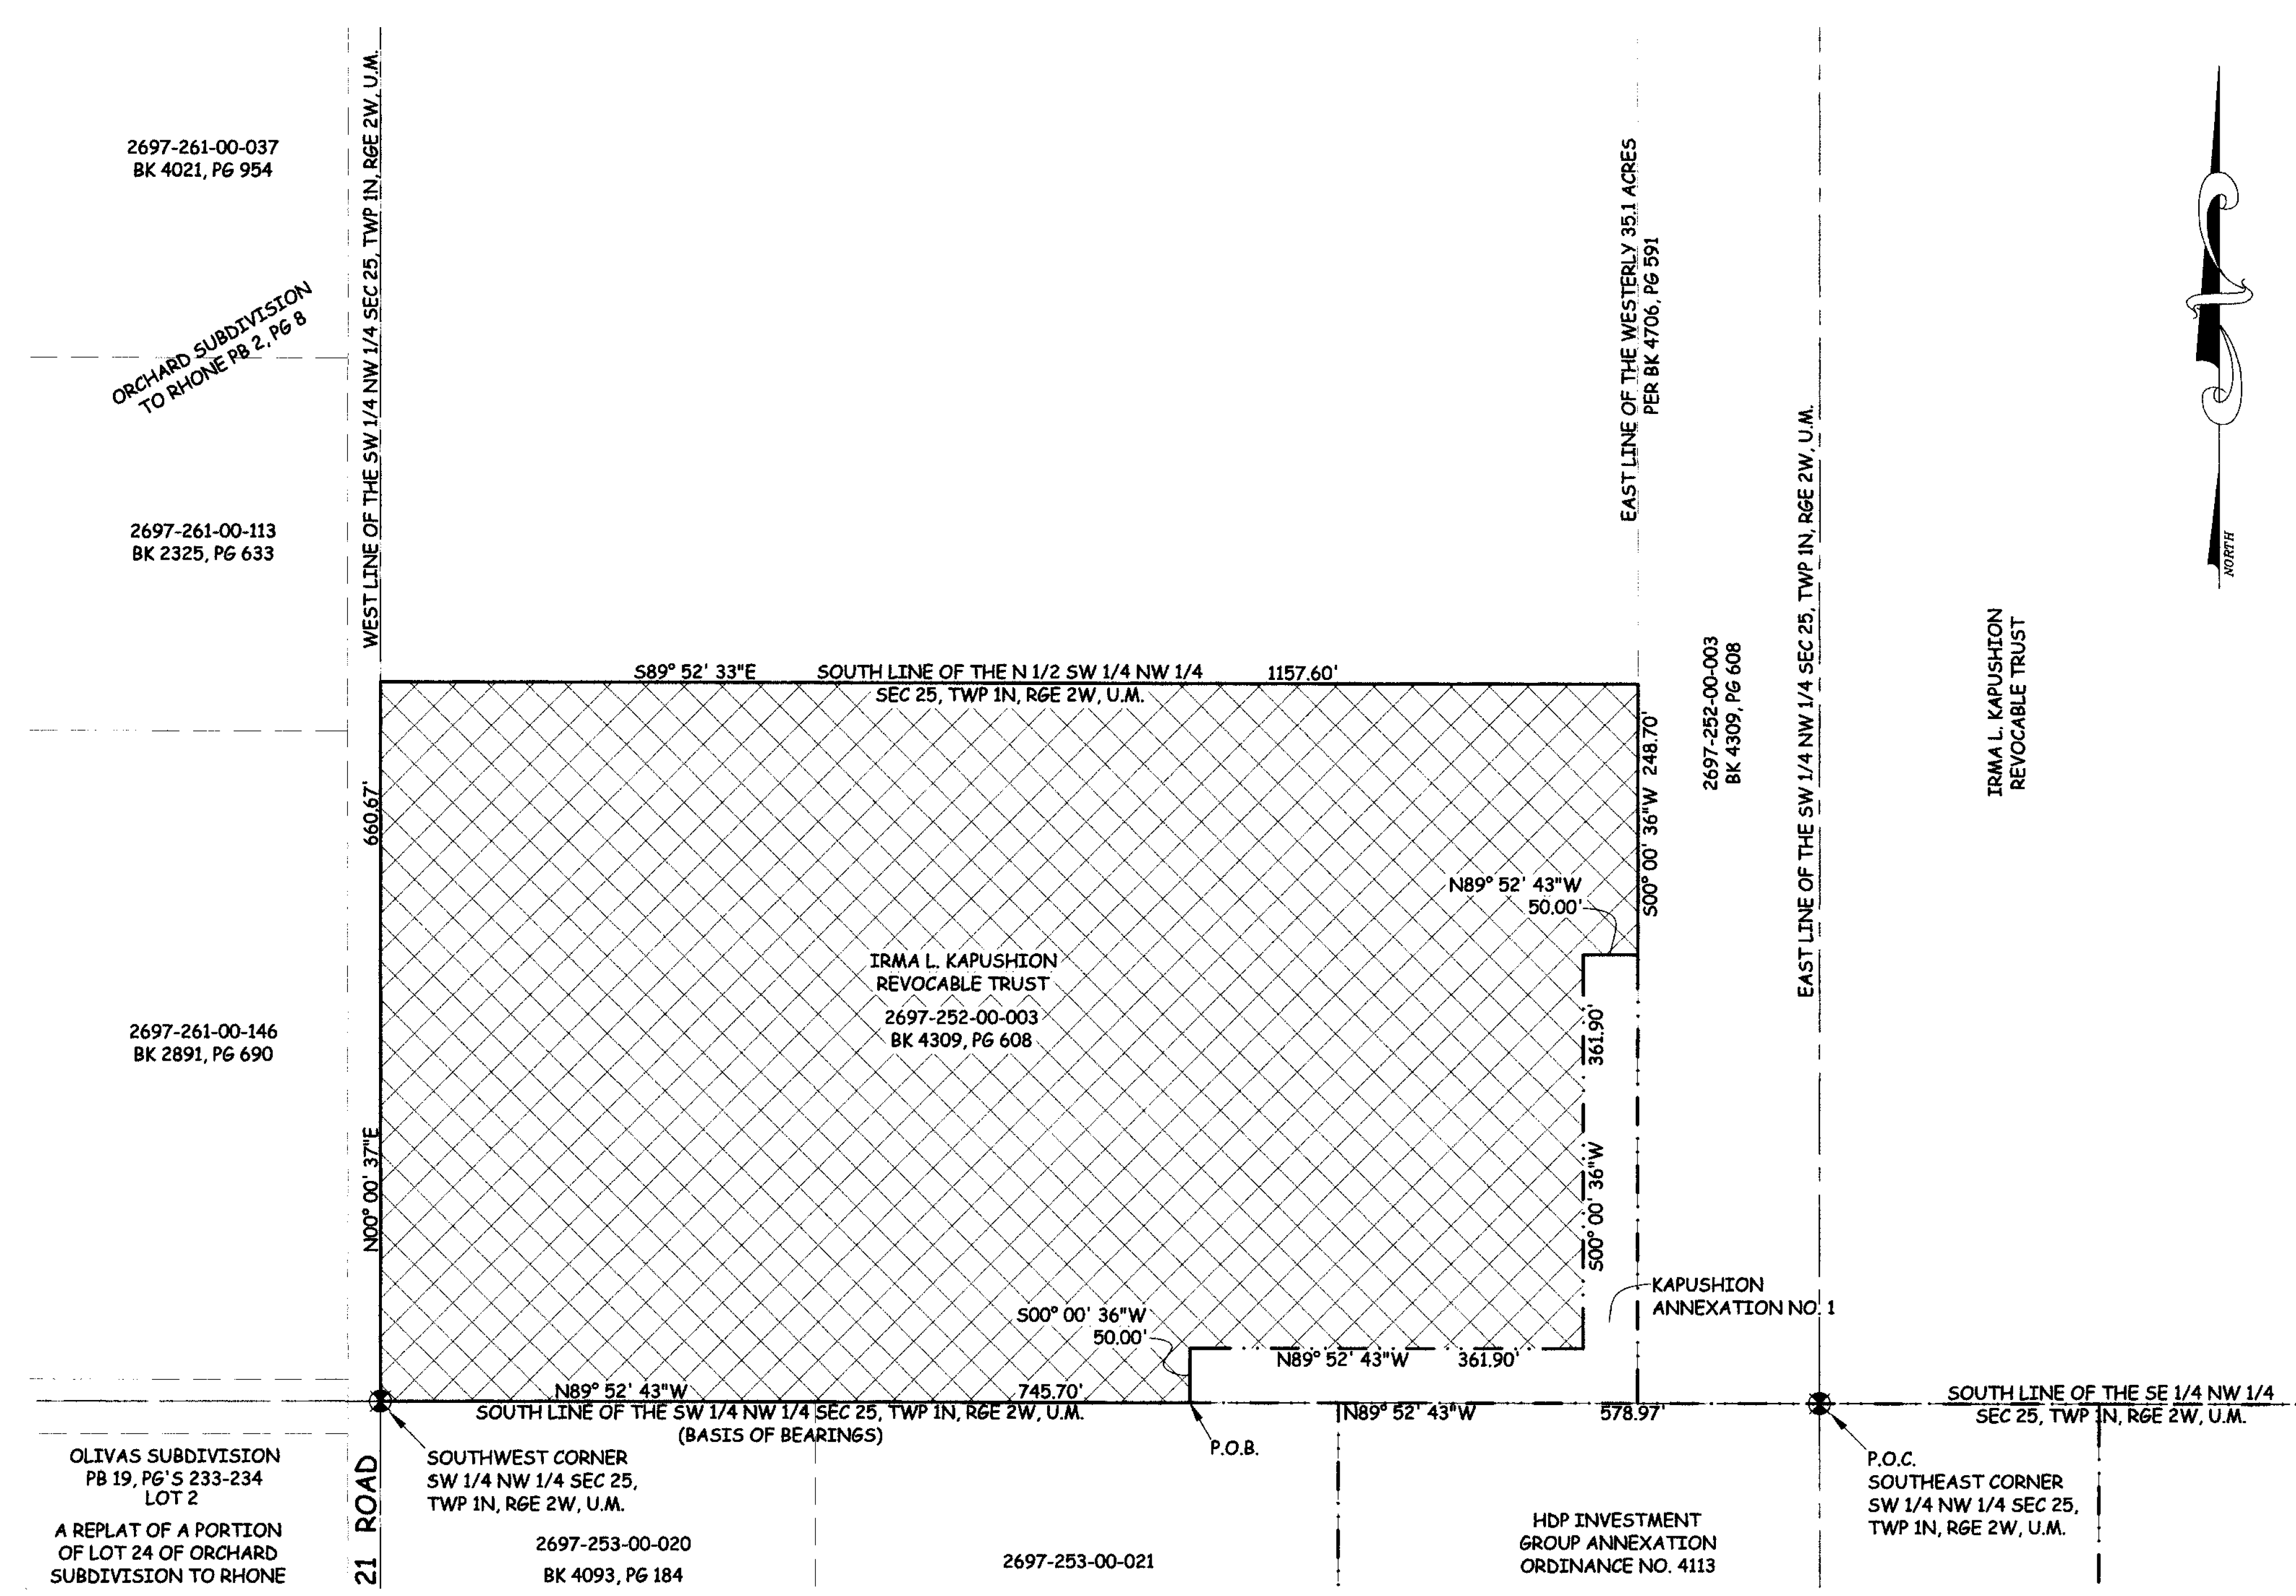 2697-261-00-037
BK 4021, PG 954
ORCHARD SUBDIVISION
TO RHONE PB 2, PG 8
2697-261-00-113
BK 2325, PG 633
2697-261-00-146
BK 2891, PG 690
WEST LINE OF THE SW 1/4 NW 1/4 SEC 25, TWP 1N, RGE 2W, U.M.
660.67'
N00° 00' 37"E
S89° 52' 33"E
SOUTH LINE OF THE N 1/2 SW 1/4 NW 1/4
1157.60'
SEC 25, TWP 1N, RGE 2W, U.M.
EAST LINE OF THE WESTERLY 35.1 ACRES
PER BK 4706, PG 591
S00° 00' 36"W 248.70'
2697-252-00-003
BK 4309, PG 608
EAST LINE OF THE SW 1/4 NW 1/4 SEC 25, TWP 1N, RGE 2W, U.M.
IRMA L. KAPUSHION
REVOCABLE TRUST
NORTH
N89° 52' 43"W
50.00'
IRMA L. KAPUSHION
REVOCABLE TRUST
2697-252-00-003
BK 4309, PG 608
361.90'
S00° 00' 36"W
KAPUSHION
ANNEXATION NO. 1
S00° 00' 36"W
50.00'
N89° 52' 43"W 361.90'
N89° 52' 43"W 745.70'
SOUTH LINE OF THE SW 1/4 NW 1/4 SEC 25, TWP 1N, RGE 2W, U.M.
(BASIS OF BEARINGS)
N89° 52' 43"W 578.97'
SOUTH LINE OF THE SE 1/4 NW 1/4
SEC 25, TWP 1N, RGE 2W, U.M.
P.O.B.
P.O.C.
SOUTHEAST CORNER
SW 1/4 NW 1/4 SEC 25,
TWP 1N, RGE 2W, U.M.
SOUTHWEST CORNER
SW 1/4 NW 1/4 SEC 25,
TWP 1N, RGE 2W, U.M.
OLIVAS SUBDIVISION
PB 19, PG'S 233-234
LOT 2
A REPLAT OF A PORTION
OF LOT 24 OF ORCHARD
SUBDIVISION TO RHONE
21 ROAD
2697-253-00-020
BK 4093, PG 184
2697-253-00-021
HDP INVESTMENT
GROUP ANNEXATION
ORDINANCE NO. 4113